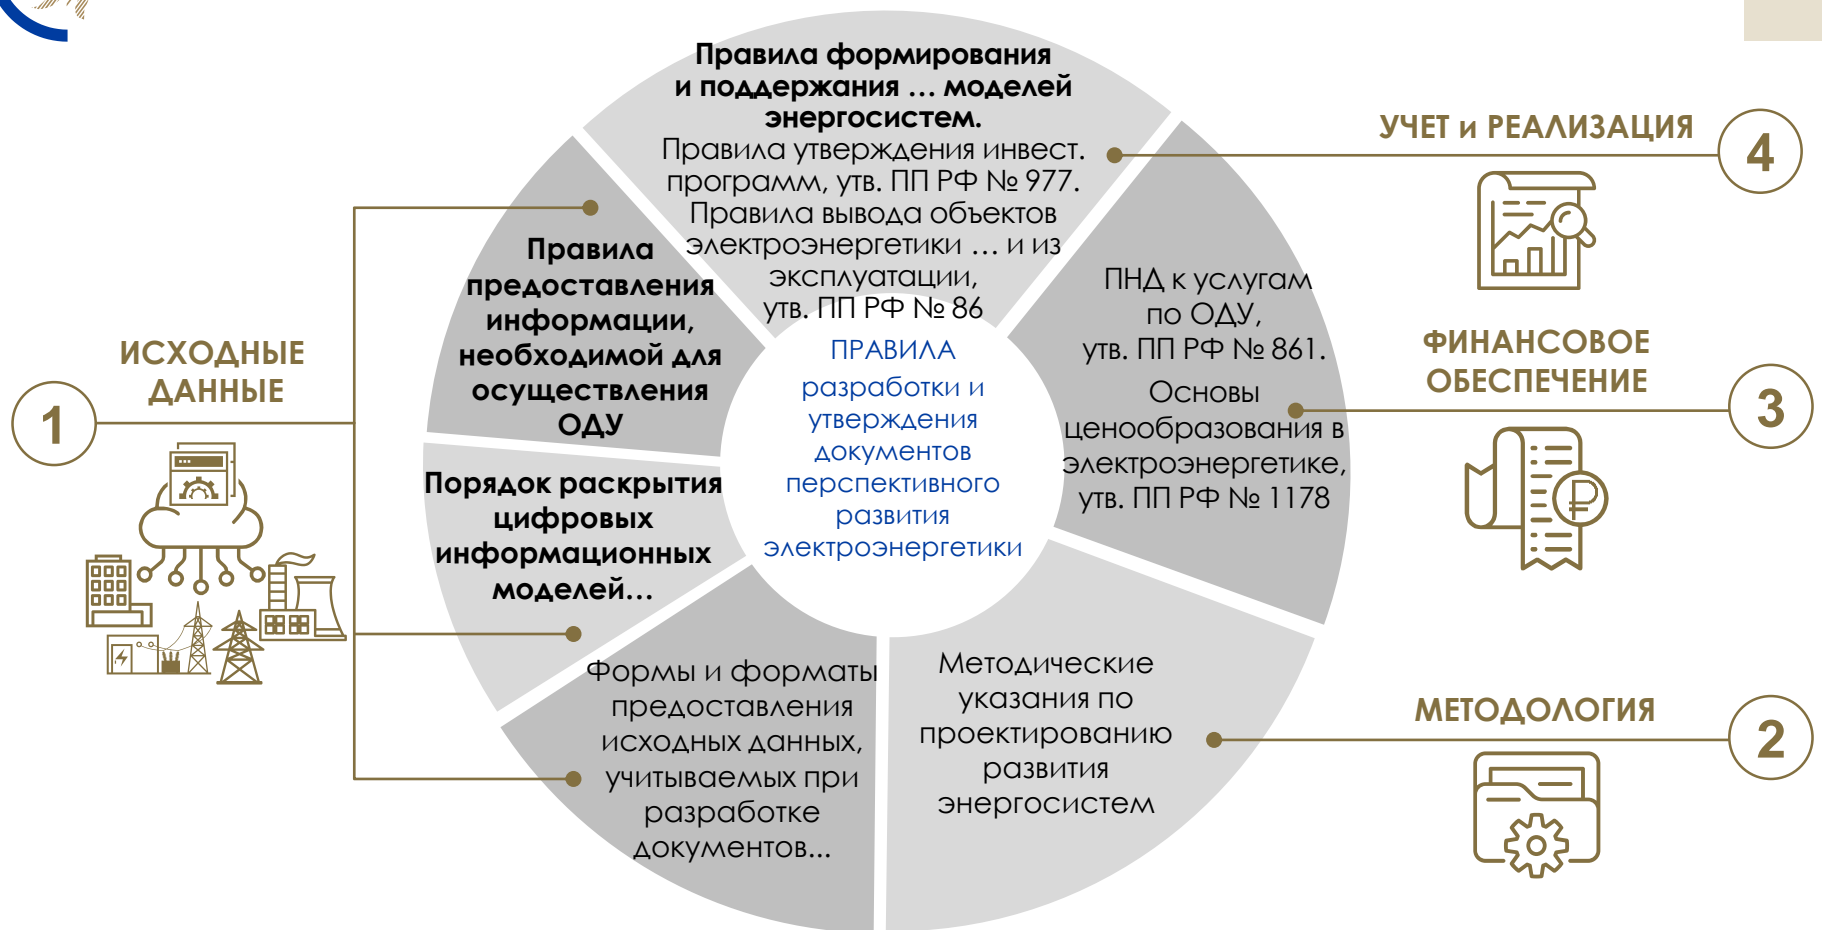 Правила формирования
и поддержания … моделей
энергосистем.
Правила утверждения инвест.
программ, утв. ПП РФ № 977.
Правила вывода объектов
электроэнергетики … и из
эксплуатации,
утв. ПП РФ № 86
УЧЕТ и РЕАЛИЗАЦИЯ
4
Правила
предоставления
информации,
необходимой для
осуществления
ОДУ
ПНД к услугам
по ОДУ,
утв. ПП РФ № 861.
Основы
ценообразования в
электроэнергетике,
утв. ПП РФ № 1178
ФИНАНСОВОЕ
ОБЕСПЕЧЕНИЕ
3
ИСХОДНЫЕ
ДАННЫЕ
1
ПРАВИЛА
разработки и
утверждения
документов
перспективного
развития
электроэнергетики
Порядок раскрытия
цифровых
информационных
моделей…
Формы и форматы
предоставления
исходных данных,
учитываемых при
разработке
документов...
Методические
указания по
проектированию
развития
энергосистем
МЕТОДОЛОГИЯ
2